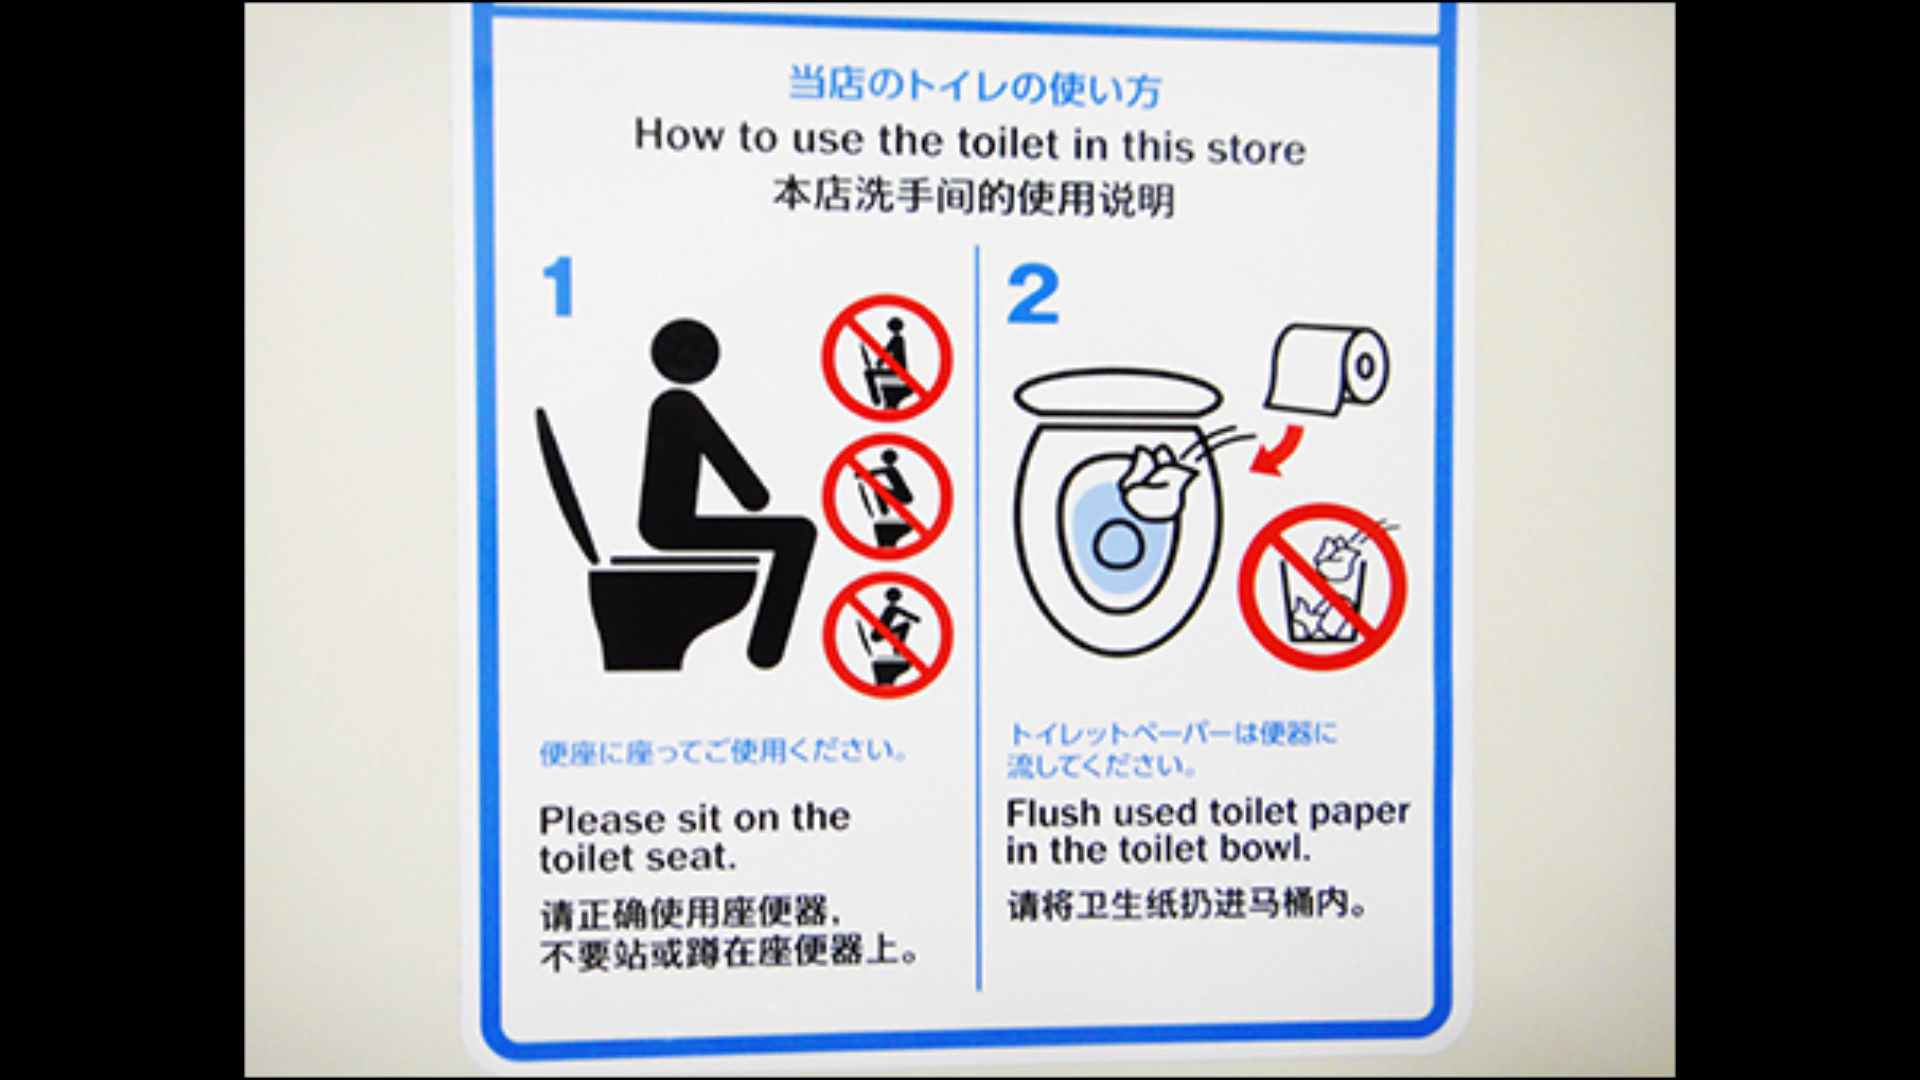 当店のトイレの使い方
How to use the toilet in this store
本店洗手间的使用说明
1
便座に座ってご使用ください。
Please sit on the
toilet seat.
请正确使用座便器，
不要站或蹲在座便器上。
2
トイレットペーパーは便器に
流してください。
Flush used toilet paper
in the toilet bowl.
请将卫生纸扔进马桶内。